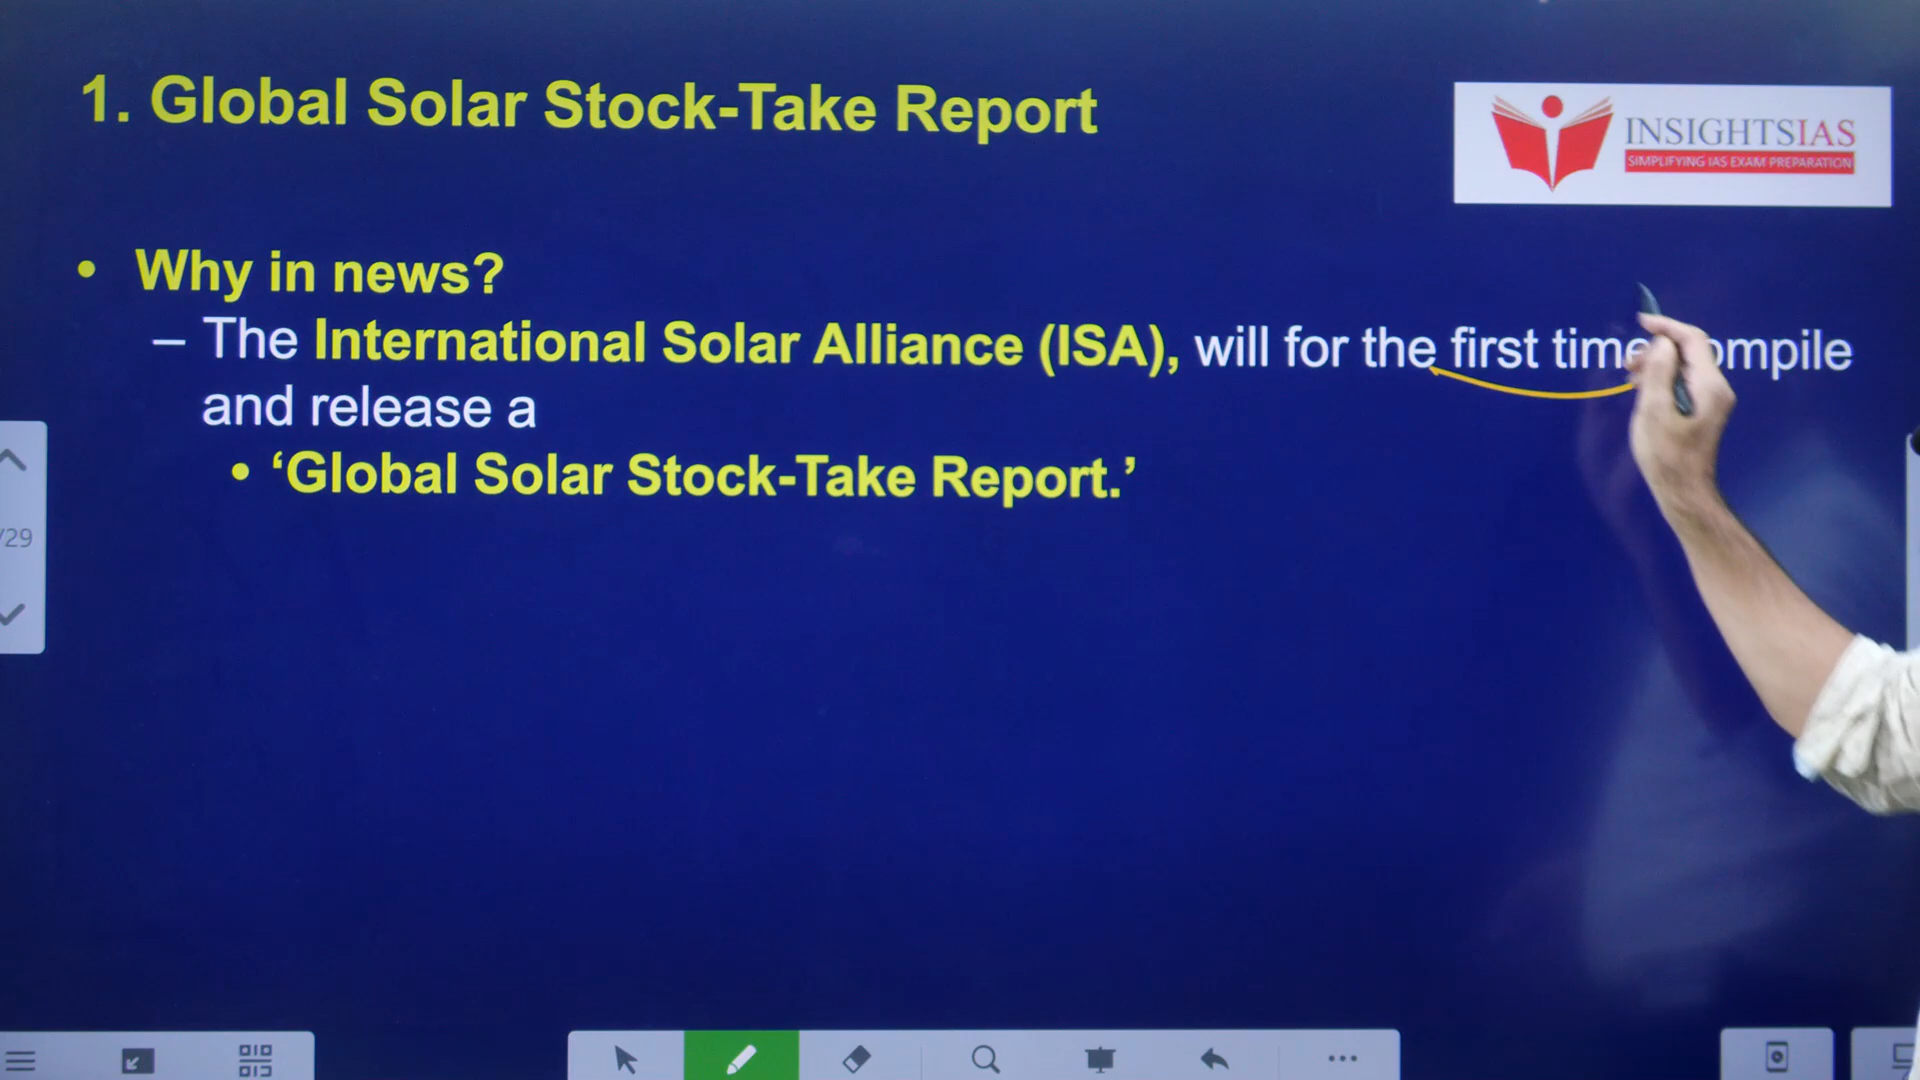 1. Global Solar Stock-Take Report
INSIGHTSIAS
SIMPLIFYING IAS EXAM PREPARATION
• Why in news?
– The International Solar Alliance (ISA), will for the first time compile
and release a
• ‘Global Solar Stock-Take Report.’
/29